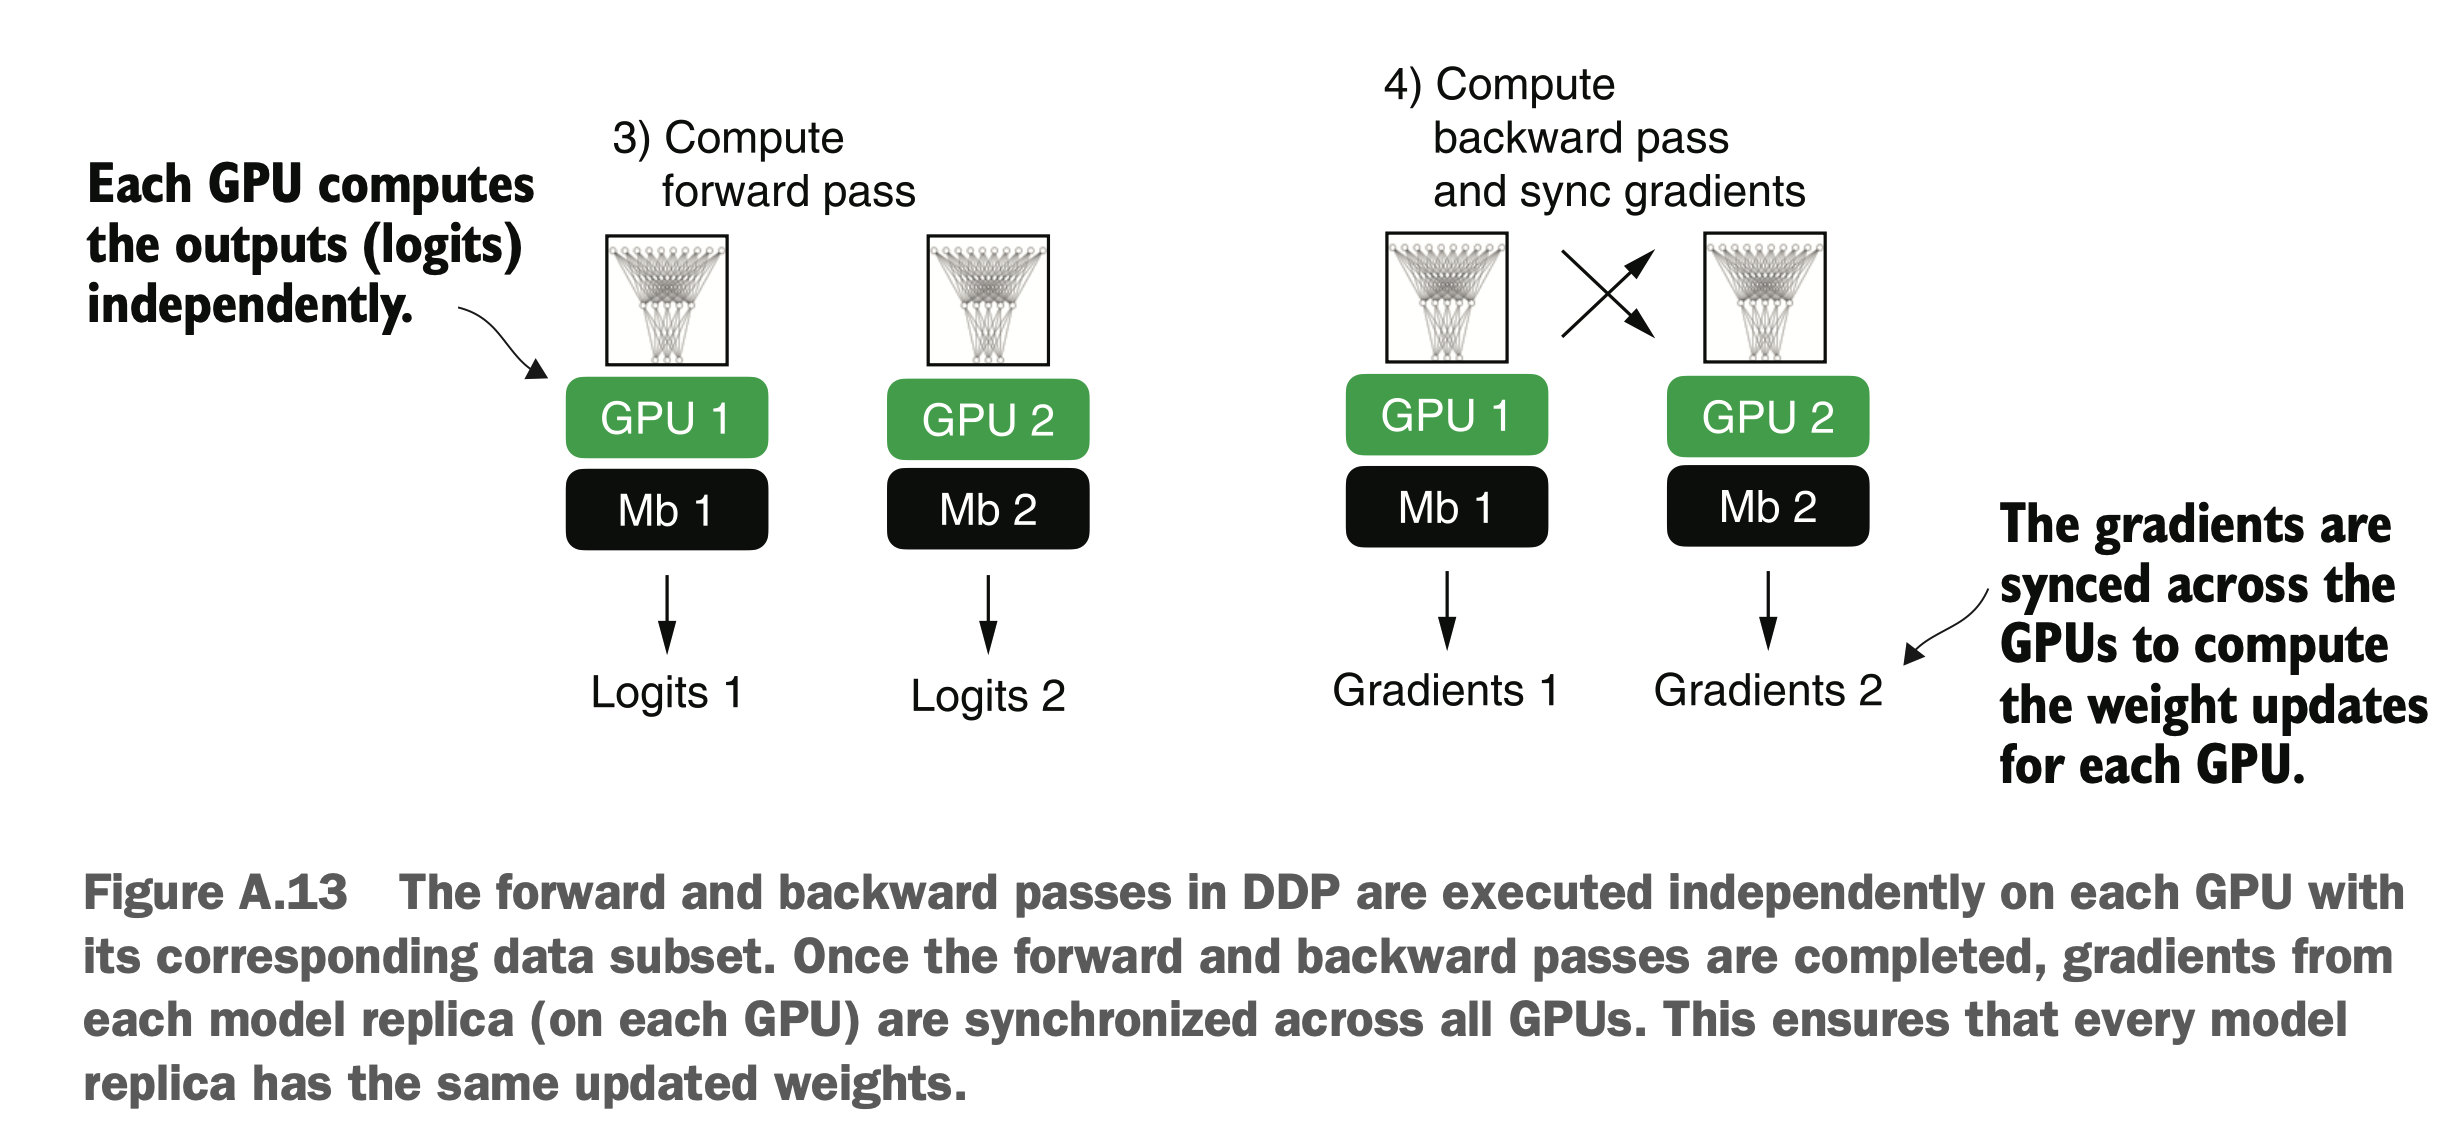 Each GPU computes
the outputs (logits)
independently.
3) Compute
forward pass
GPU 1
GPU 2
Mb 1
Mb 2
Logits 1
Logits 2
4) Compute
backward pass
and sync gradients
GPU 1
GPU 2
Mb 1
Mb 2
Gradients 1
Gradients 2
The gradients are
synced across the
GPUs to compute
the weight updates
for each GPU.
Figure A.13 The forward and backward passes in DDP are executed independently on each GPU with
its corresponding data subset. Once the forward and backward passes are completed, gradients from
each model replica (on each GPU) are synchronized across all GPUs. This ensures that every model
replica has the same updated weights.